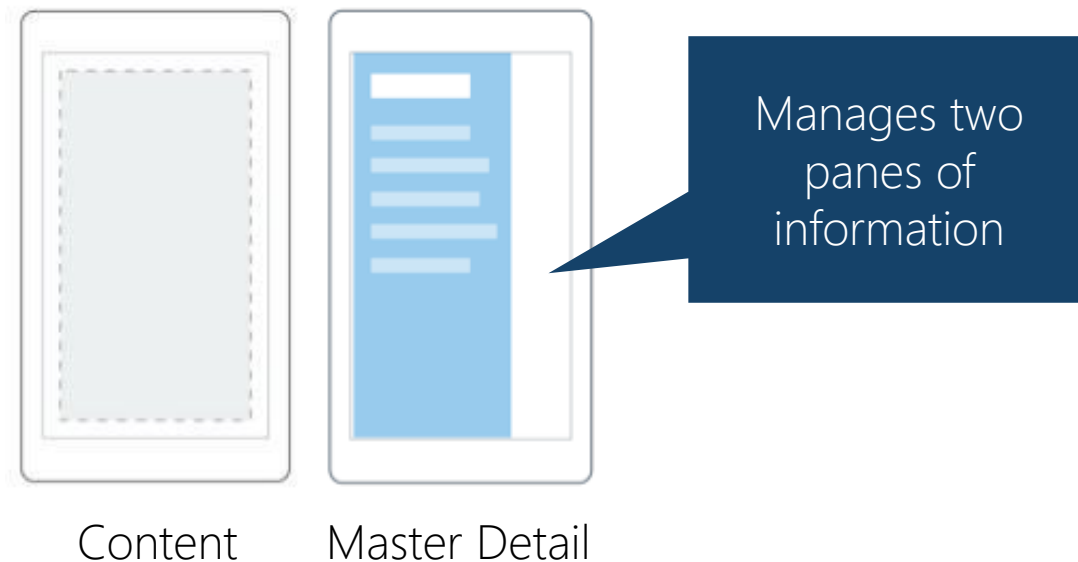 Manages two
panes of
information
Content
Master Detail